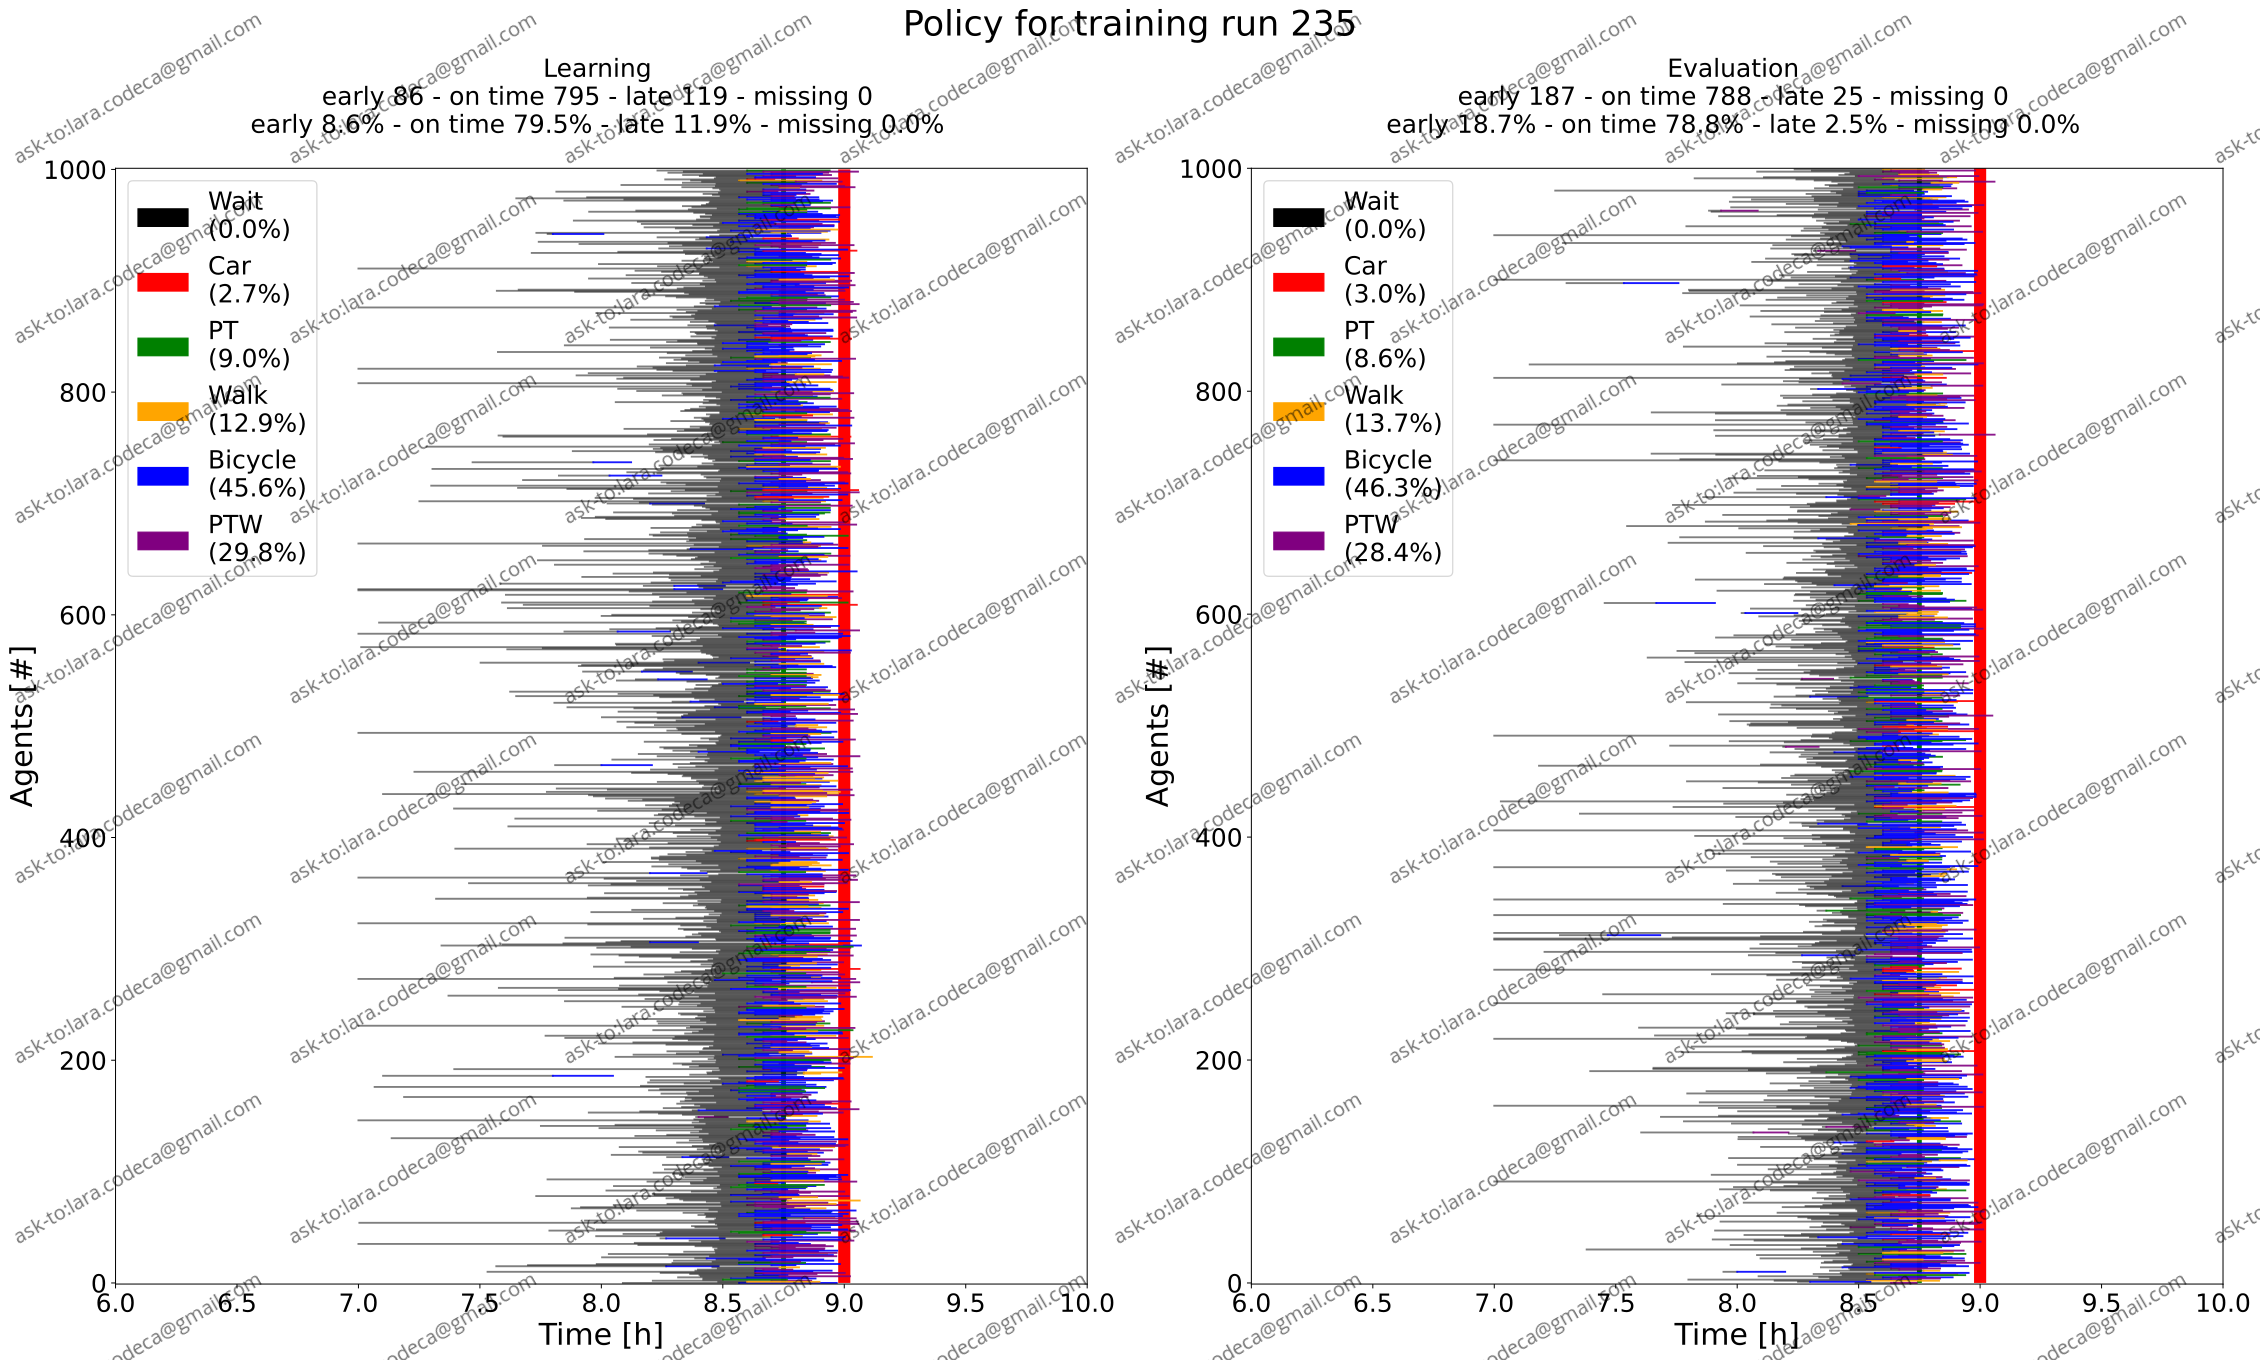 Policy for training run 235
Learning
early 86 - on time 795 - late 119 - missing 0
early 8.6% - on time 79.5% - late 11.9% - missing 0.0%
1000
800
600
400
200
0
Agents [#]
Wait
(0.0%)
Car
(2.7%)
PT
(9.0%)
Walk
(12.9%)
Bicycle
(45.6%)
PTW
(29.8%)
6.0 6.5 7.0 7.5 8.0 8.5 9.0 9.5 10.0
Time [h]
Evaluation
early 187 - on time 788 - late 25 - missing 0
early 18.7% - on time 78.8% - late 2.5% - missing 0.0%
1000
800
600
400
200
0
Agents [#]
Wait
(0.0%)
Car
(3.0%)
PT
(8.6%)
Walk
(13.7%)
Bicycle
(46.3%)
PTW
(28.4%)
6.0 6.5 7.0 7.5 8.0 8.5 9.0 9.5 10.0
Time [h]
ask-to:lara.codeca@gmail.com